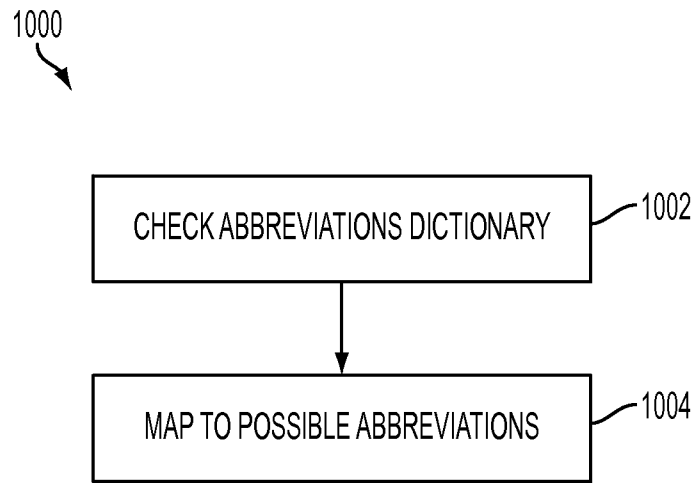 1000
CHECK ABBREVIATIONS DICTIONARY
1002
MAP TO POSSIBLE ABBREVIATIONS
1004